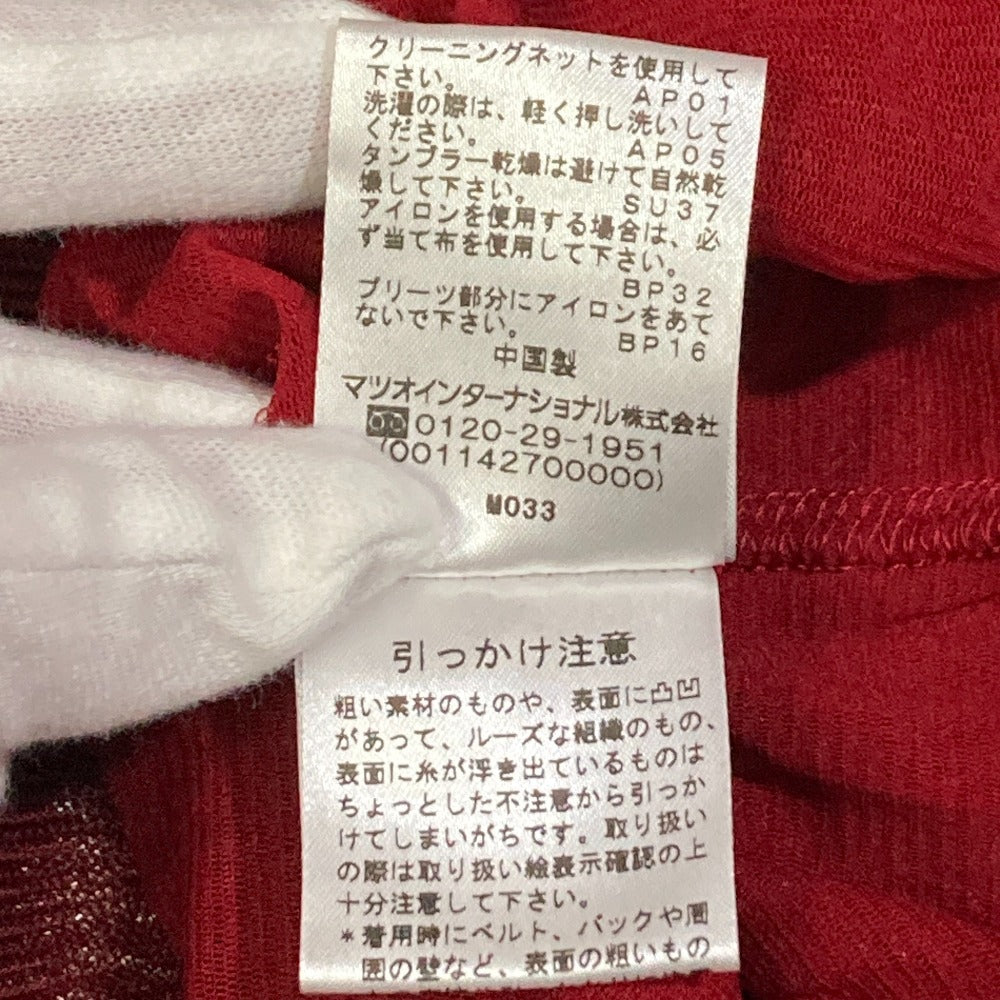 クリーニングネットを使用して
下さい。 AP01
洗濯の際は、軽く押し洗いして
ください。 AP05
タンブラー乾燥は避けて自然乾
燥して下さい。 SU37
アイロンを使用する場合は、必
ず当て布を使用して下さい。
BP32
プリーツ部分にアイロンをあて
ないで下さい。 BP16
中国製
マツオインターナショナル株式会社
0120-29-1951
(001142700000)
M033
引っかけ注意
粗い素材のものや、表面に凸凹
があって、ルーズな組織のもの、
表面に糸が浮き出ているものは
ちょっとした不注意から引っか
けてしまいがちです。取り扱い
の際は取り扱い絵表示確認の上
十分注意して下さい。
*着用時にベルト、バックや周
囲の壁など、表面の粗いもの